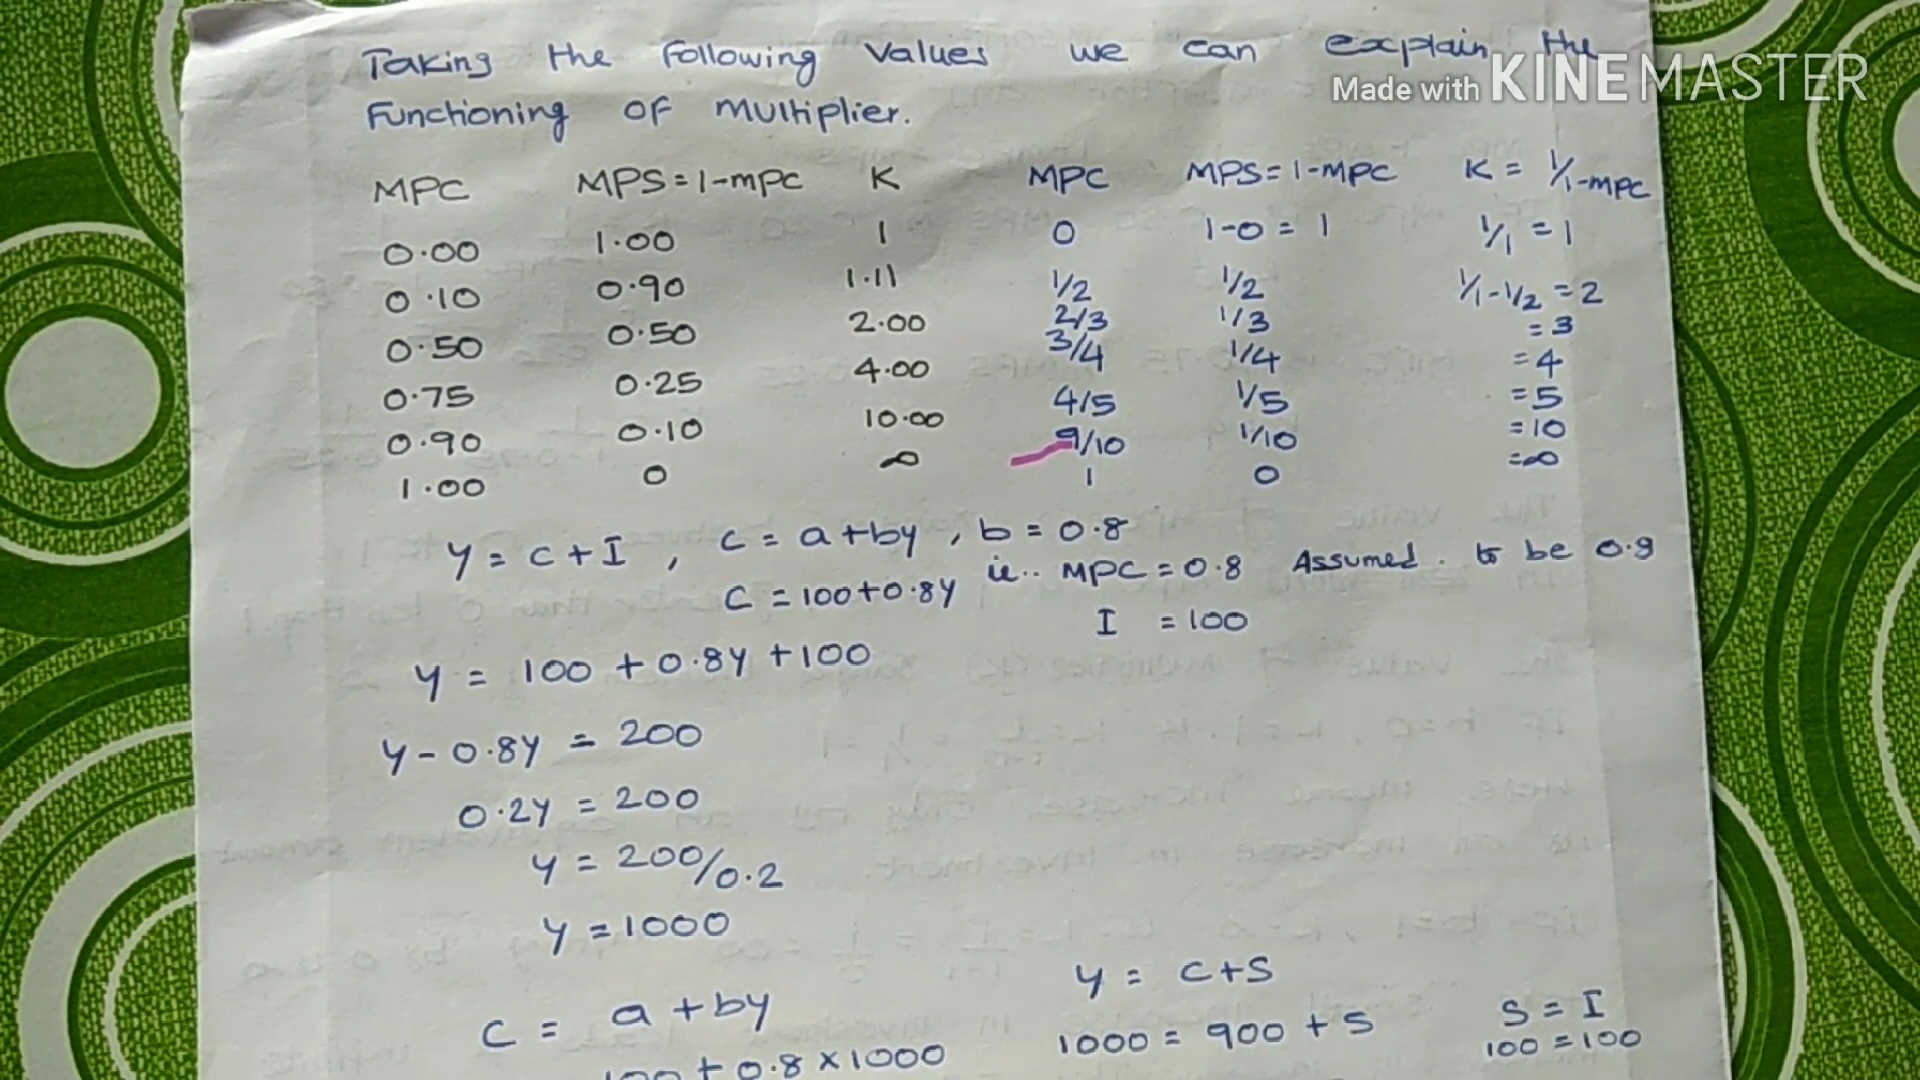 Taking the following values we can explain the
Made with KINEMASTER
Functioning of multiplier.
MPC MPS = 1-mpc K MPC MPS = 1-MPC K = 1/1-mpc
0.00 1.00 1 0 1-0 = 1 1/1 = 1
0.10 0.90 1.11 1/2 1/2 1/1-1/2 = 2
0.50 0.50 2.00 2/3 1/3 = 3
0.75 0.25 4.00 3/4 1/4 = 4
0.90 0.10 10.00 4/5 1/5 = 5
1.00 0 ∞ 9/10 1/10 = 10
1 0 = ∞
y = c + I , c = a + by , b = 0.8
c = 100+0.8y ie.. MPC = 0.8 Assumed . to be 0.9
I = 100
y = 100 + 0.8y + 100
y - 0.8y = 200
0.2y = 200
y = 200/0.2
y = 1000
c = a + by
100 + 0.8 x 1000
y = c + S
1000 = 900 + S
S = I
100 = 100